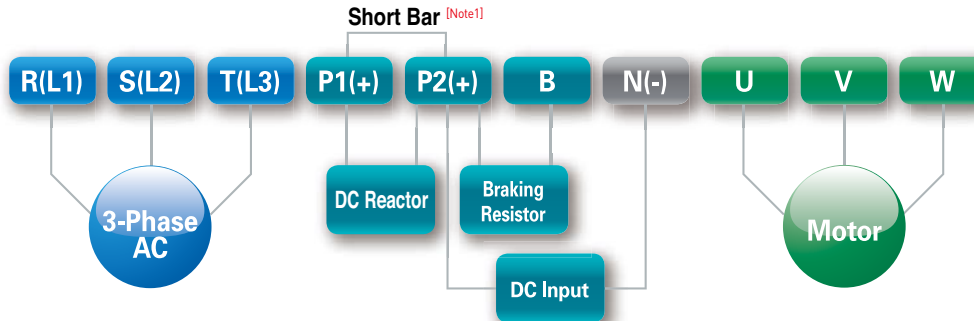 Short Bar [Note1]
R(L1) S(L2) T(L3) P1(+) P2(+) B N(-) U V W
DC Reactor
Braking
Resistor
3-Phase
AC
Motor
DC Input